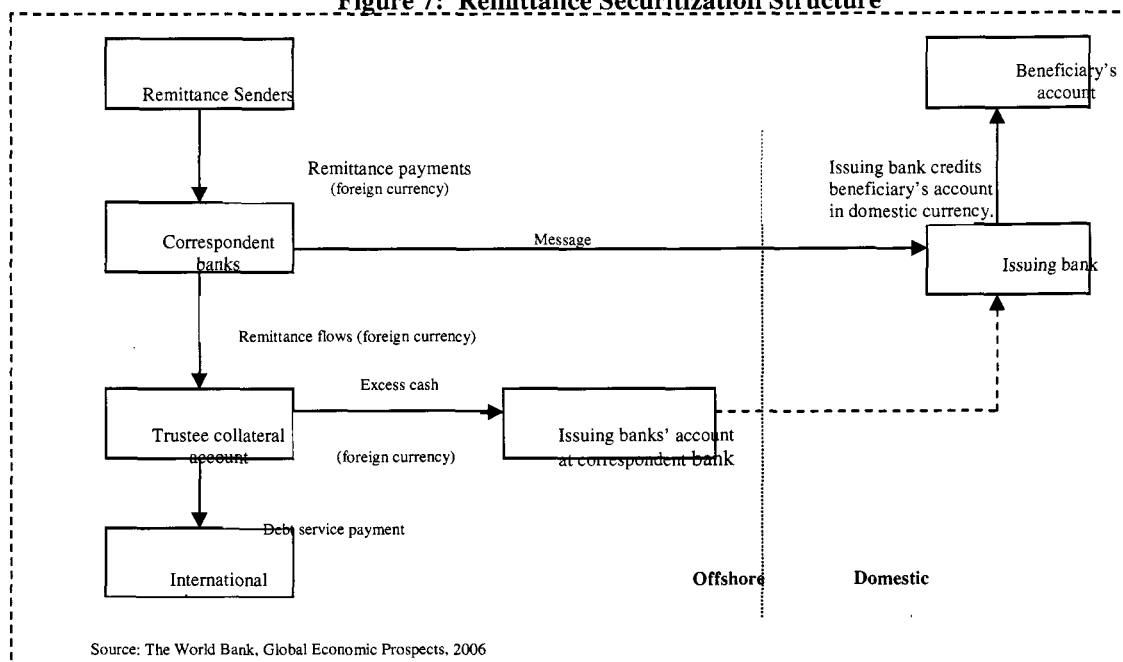 Figure 7: Remittance Securitization Structure
Remittance Senders
Beneficiary's
account
Remittance payments
(foreign currency)
Issuing bank credits
beneficiary's account
in domestic currency.
Correspondent
banks
Message
Issuing bank
Remittance flows (foreign currency)
Excess cash
Trustee collateral
account
(foreign currency)
Issuing banks' account
at correspondent bank
Debt service payment
International
Offshore
Domestic
Source: The World Bank, Global Economic Prospects, 2006